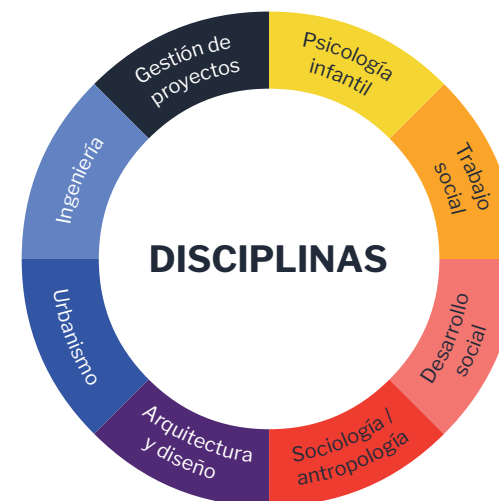 Gestión de
proyectos
Psicología
infantil
Trabajo
social
Desarrollo
social
Sociología /
antropología
Arquitectura
y diseño
Urbanismo
Ingeniería
DISCIPLINAS